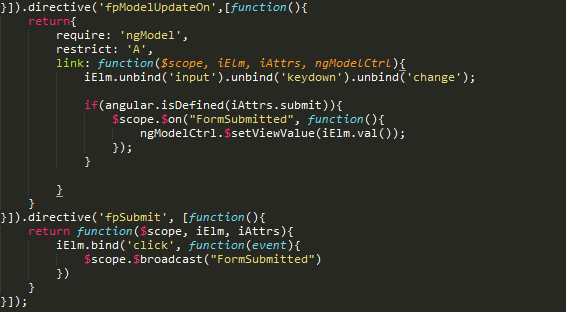 }]).directive('fpModelUpdateOn',[function(){
    return{
        require: 'ngModel',
        restrict: 'A',
        link: function($scope, iElm, iAttrs, ngModelCtrl){
            iElm.unbind('input').unbind('keydown').unbind('change');

            if(angular.isDefined(iAttrs.submit)){
                $scope.$on("FormSubmitted", function(){
                    ngModelCtrl.$setViewValue(iElm.val());
                });
            }

        }
    }
}]).directive('fpSubmit', [function(){
    return function($scope, iElm, iAttrs){
        iElm.bind('click', function(event){
            $scope.$broadcast("FormSubmitted")
        })
    }
}]);